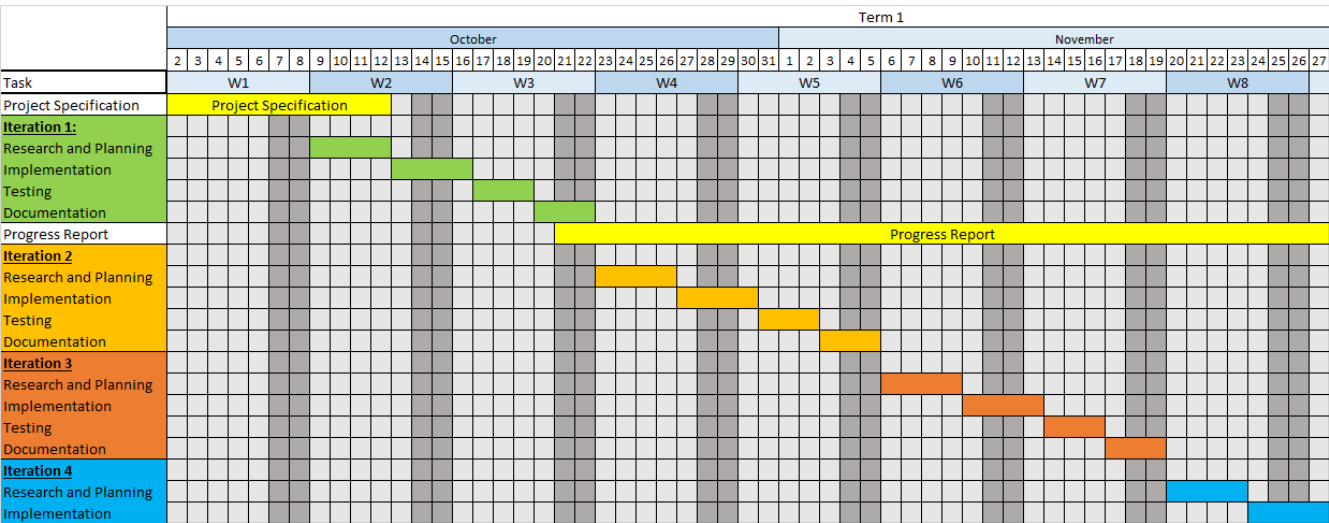 Term 1
October November
2 3 4 5 6 7 8 9 10 11 12 13 14 15 16 17 18 19 20 21 22 23 24 25 26 27 28 29 30 31 1 2 3 4 5 6 7 8 9 10 11 12 13 14 15 16 17 18 19 20 21 22 23 24 25 26 27
Task W1 W2 W3 W4 W5 W6 W7 W8
Project Specification Project Specification
Iteration 1:
Research and Planning
Implementation
Testing
Documentation
Progress Report Progress Report
Iteration 2
Research and Planning
Implementation
Testing
Documentation
Iteration 3
Research and Planning
Implementation
Testing
Documentation
Iteration 4
Research and Planning
Implementation